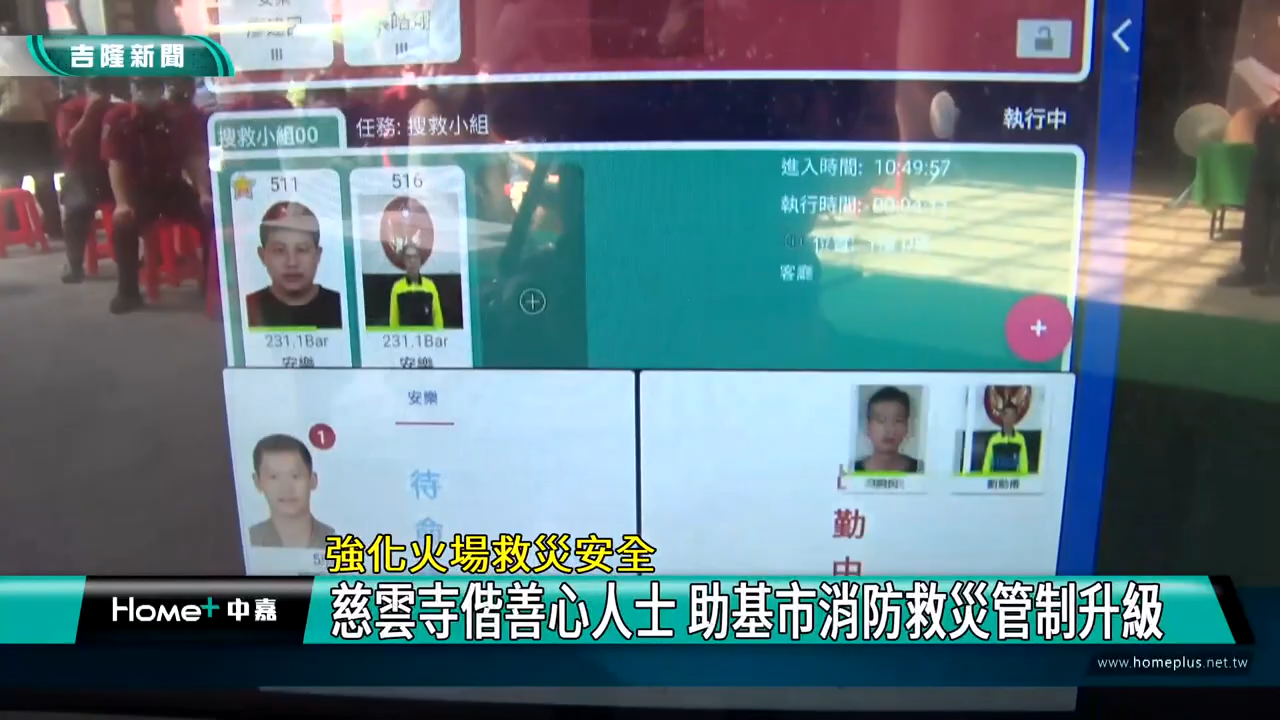 吉隆新聞
III
III
搜救小組00
任務: 搜救小組
執行中
511
516
進入時間: 10:49:57
執行時間:
客廳
231.1Bar
231.1Bar
安樂
安樂
安樂
1
待命
勤中
強化火場救災安全
Home+ 中嘉
慈雲寺偕善心人士 助基市消防救災管制升級
www.homeplus.net.tw